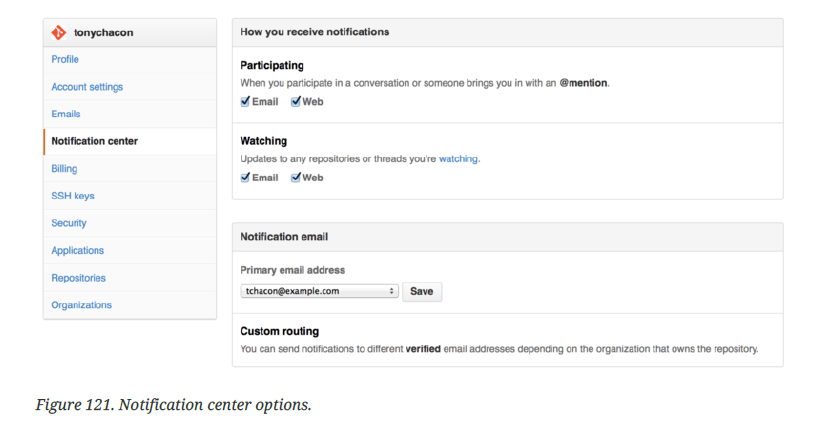 tonychacon
Profile
Account settings
Emails
Notification center
Billing
SSH keys
Security
Applications
Repositories
Organizations
How you receive notifications
Participating
When you participate in a conversation or someone brings you in with an @mention.
Email Web
Watching
Updates to any repositories or threads you're watching.
Email Web
Notification email
Primary email address
tchacon@example.com Save
Custom routing
You can send notifications to different verified email addresses depending on the organization that owns the repository.
Figure 121. Notification center options.